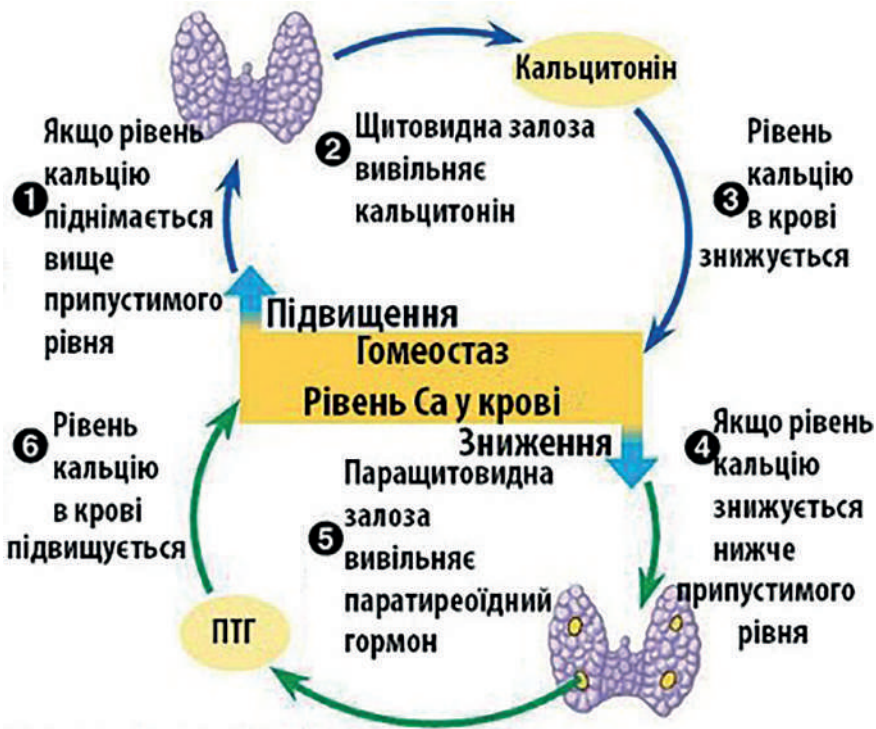 Кальцитонін
1
Якщо рівень
кальцію
піднімається
вище
припустимого
рівня
2
Щитовидна залоза
вивільняє
кальцитонін
3
Рівень
кальцію
в крові
знижується
Підвищення
Гомеостаз
Рівень Са у крові
Зниження
4
Якщо рівень
кальцію
знижується
нижче
припустимого
рівня
5
Паращитовидна
залоза
вивільняє
паратиреоїдний
гормон
ПТГ
6
Рівень
кальцію
в крові
підвищується